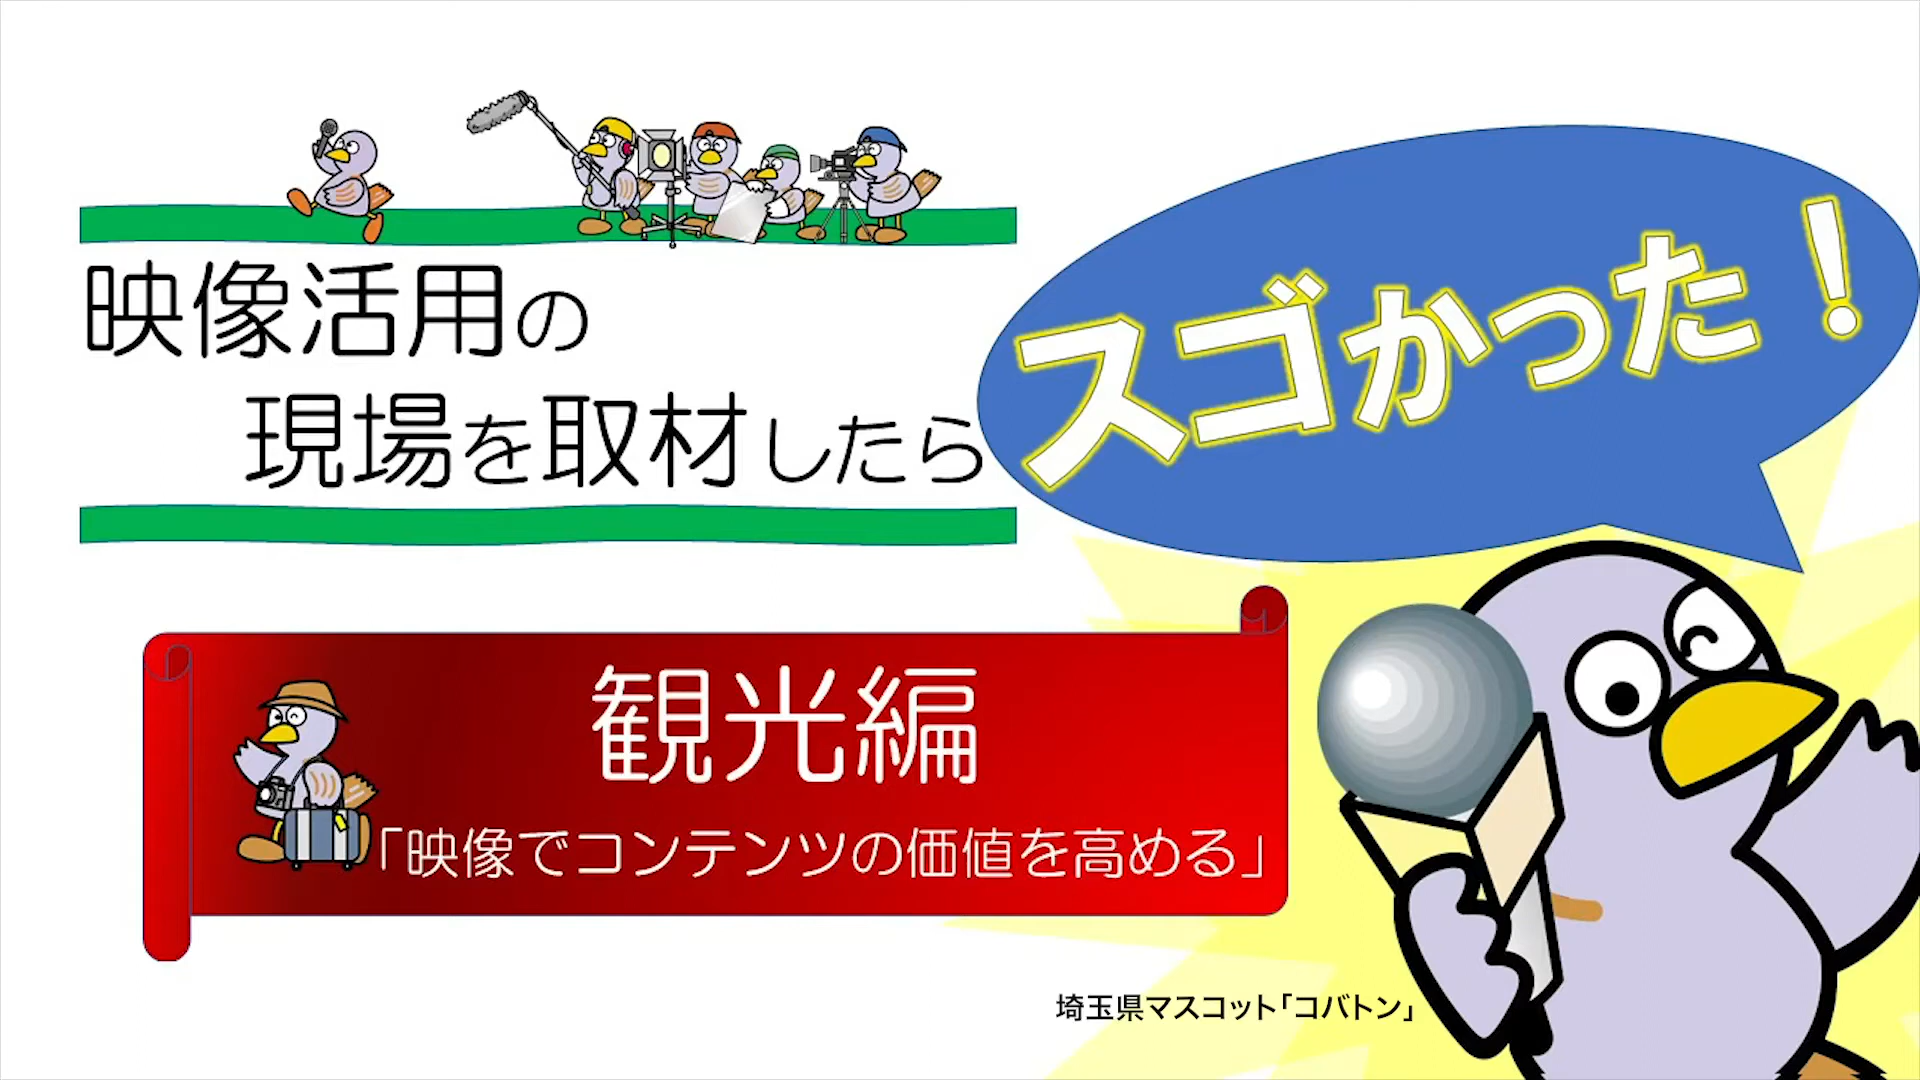 映像活用の
現場を取材したら
スゴかった！
観光編
「映像でコンテンツの価値を高める」
埼玉県マスコット「コバトン」